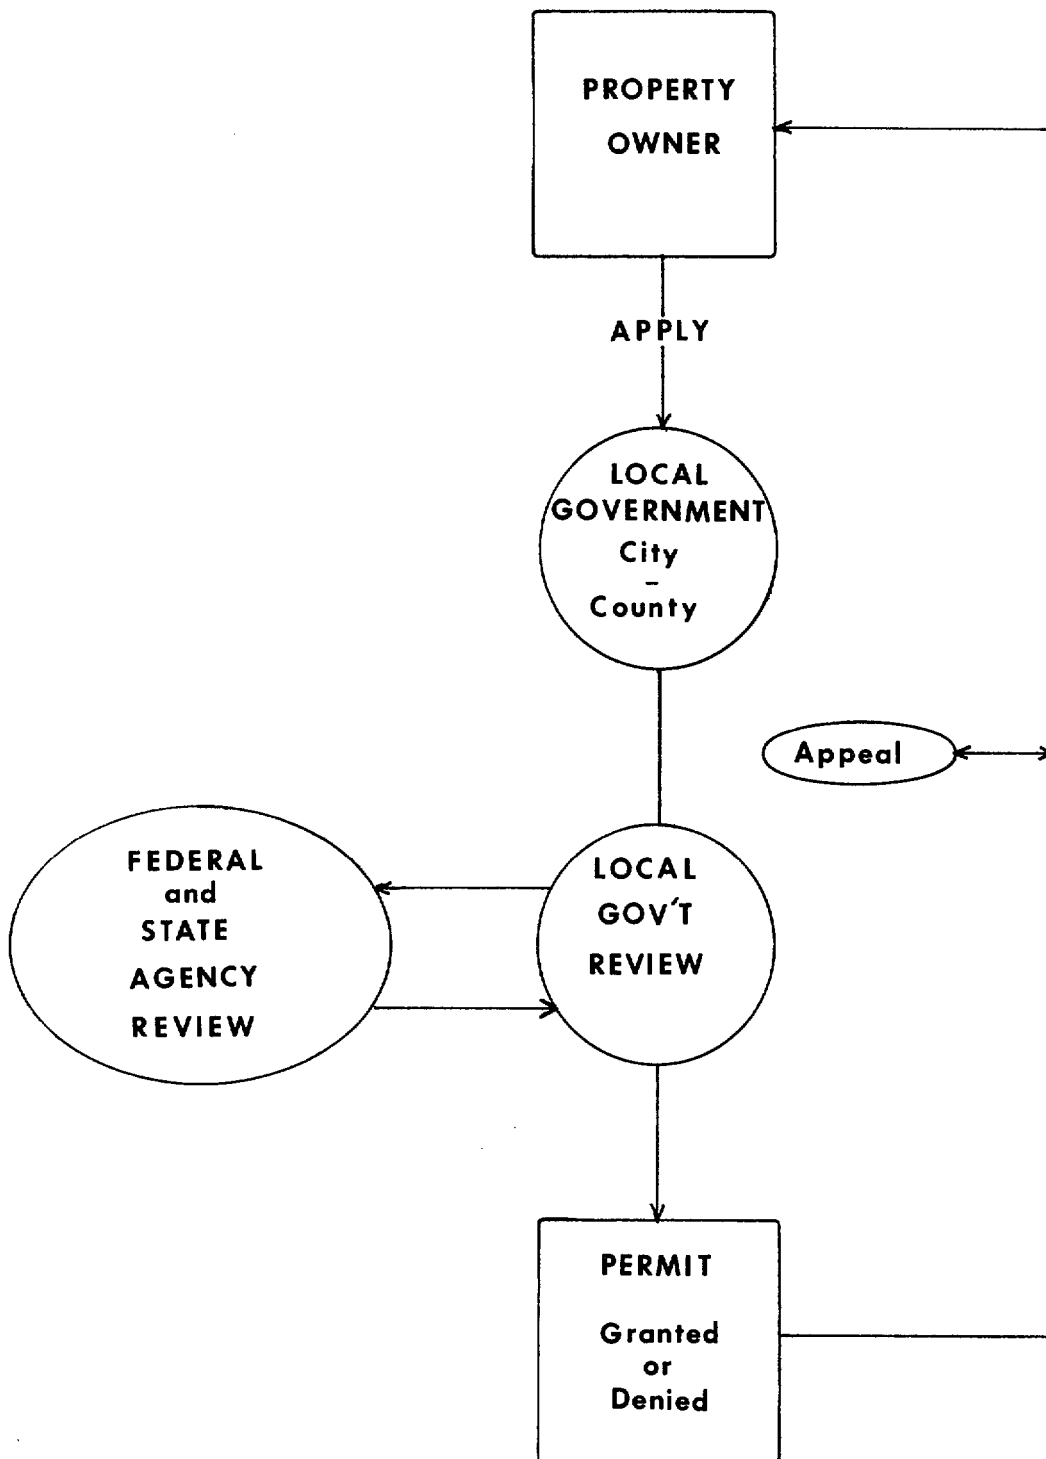 PROPERTY
OWNER
APPLY
LOCAL
GOVERNMENT
City
–
County
Appeal
FEDERAL
and
STATE
AGENCY
REVIEW
LOCAL
GOV'T
REVIEW
PERMIT
Granted
or
Denied